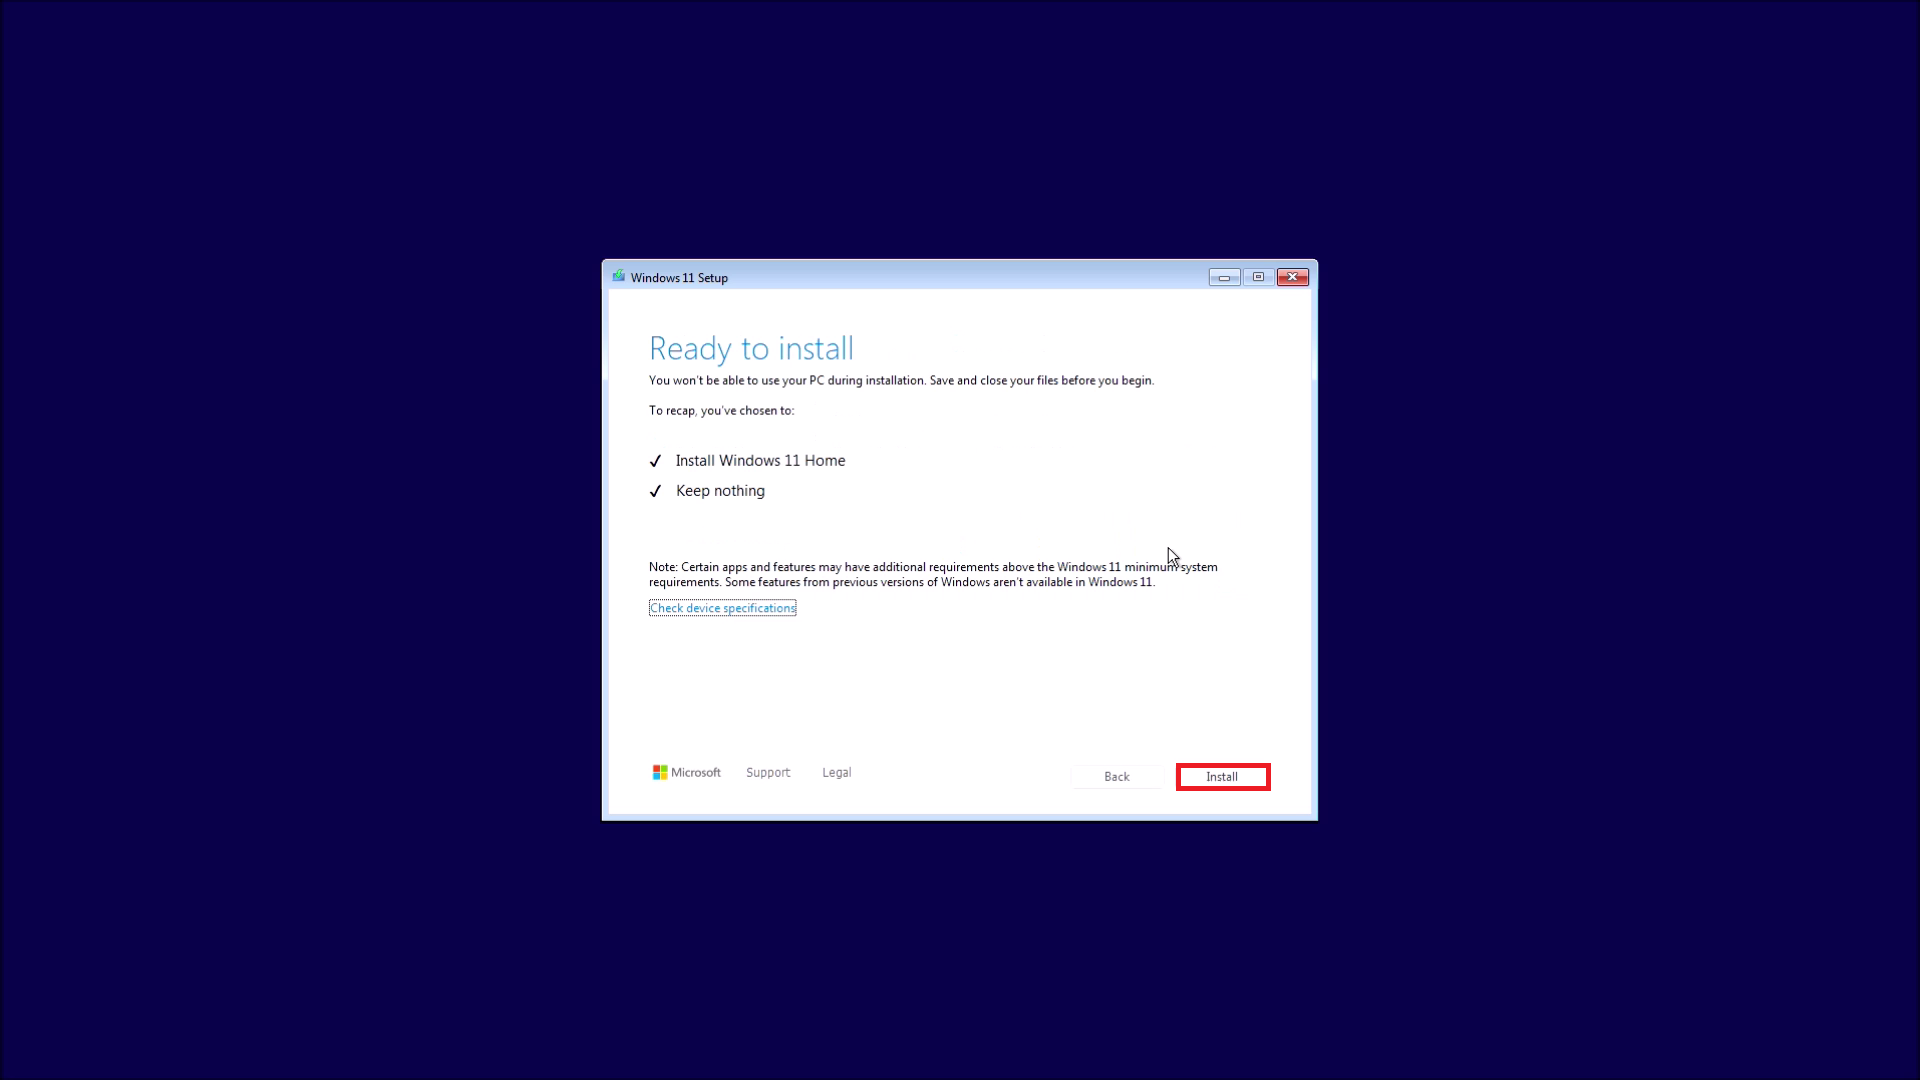 Windows 11 Setup
Ready to install
You won't be able to use your PC during installation. Save and close your files before you begin.
To recap, you've chosen to:
Install Windows 11 Home
Keep nothing
Note: Certain apps and features may have additional requirements above the Windows 11 minimum system
requirements. Some features from previous versions of Windows aren't available in Windows 11.
Check device specifications
Microsoft Support Legal Back Install